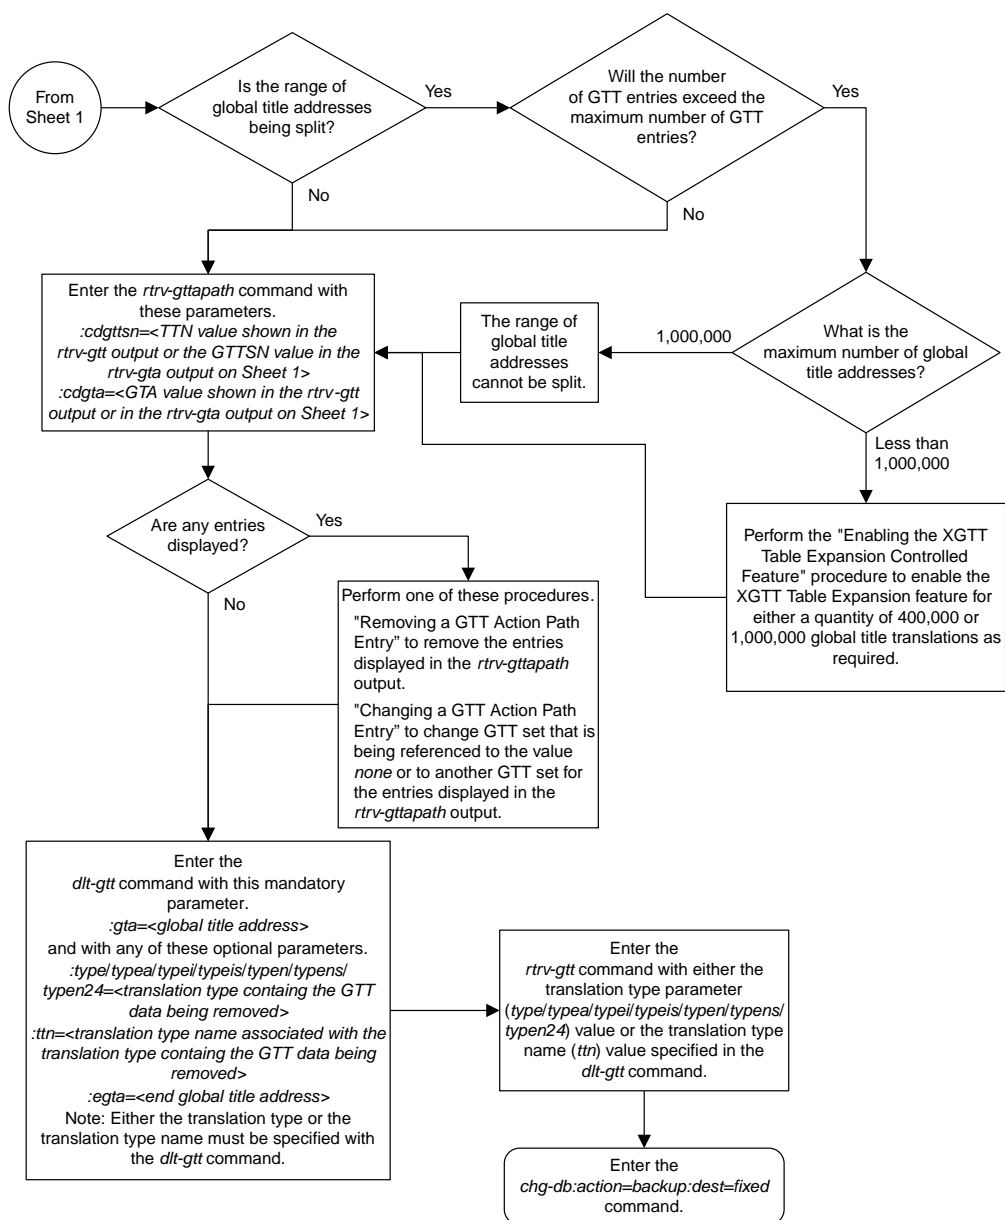 From
Sheet 1
Is the range of
global title addresses
being split?
Yes
No
Will the number
of GTT entries exceed the
maximum number of GTT
entries?
Yes
No
What is the
maximum number of global
title addresses?
1,000,000
Less than
1,000,000
The range of
global title
addresses
cannot be split.
Perform the "Enabling the XGTT
Table Expansion Controlled
Feature" procedure to enable the
XGTT Table Expansion feature for
either a quantity of 400,000 or
1,000,000 global title translations as
required.
Enter the rtrv-gttapath command with
these parameters.
:cdgttsn=<TTN value shown in the
rtrv-gtt output or the GTTSN value in the
rtrv-gta output on Sheet 1>
:cdgta=<GTA value shown in the rtrv-gtt
output or in the rtrv-gta output on Sheet 1>
Are any entries
displayed?
Yes
No
Perform one of these procedures.
"Removing a GTT Action Path
Entry” to remove the entries
displayed in the rtrv-gttapath
output.
"Changing a GTT Action Path
Entry” to change GTT set that is
being referenced to the value
none or to another GTT set for
the entries displayed in the
rtrv-gttapath output.
Enter the
dlt-gtt command with this mandatory
parameter.
:gta=<global title address>
and with any of these optional parameters.
:type/typea/typei/typeis/typen/typens/
typen24=<translation type containg the GTT
data being removed>
:ttn=<translation type name associated with the
translation type containg the GTT data being
removed>
:egta=<end global title address>
Note: Either the translation type or the
translation type name must be specified with
the dlt-gtt command.
Enter the
rtrv-gtt command with either the
translation type parameter
(type/typea/typei/typeis/typen/typens/
typen24) value or the translation type
name (ttn) value specified in the
dlt-gtt command.
Enter the
chg-db:action=backup:dest=fixed
command.